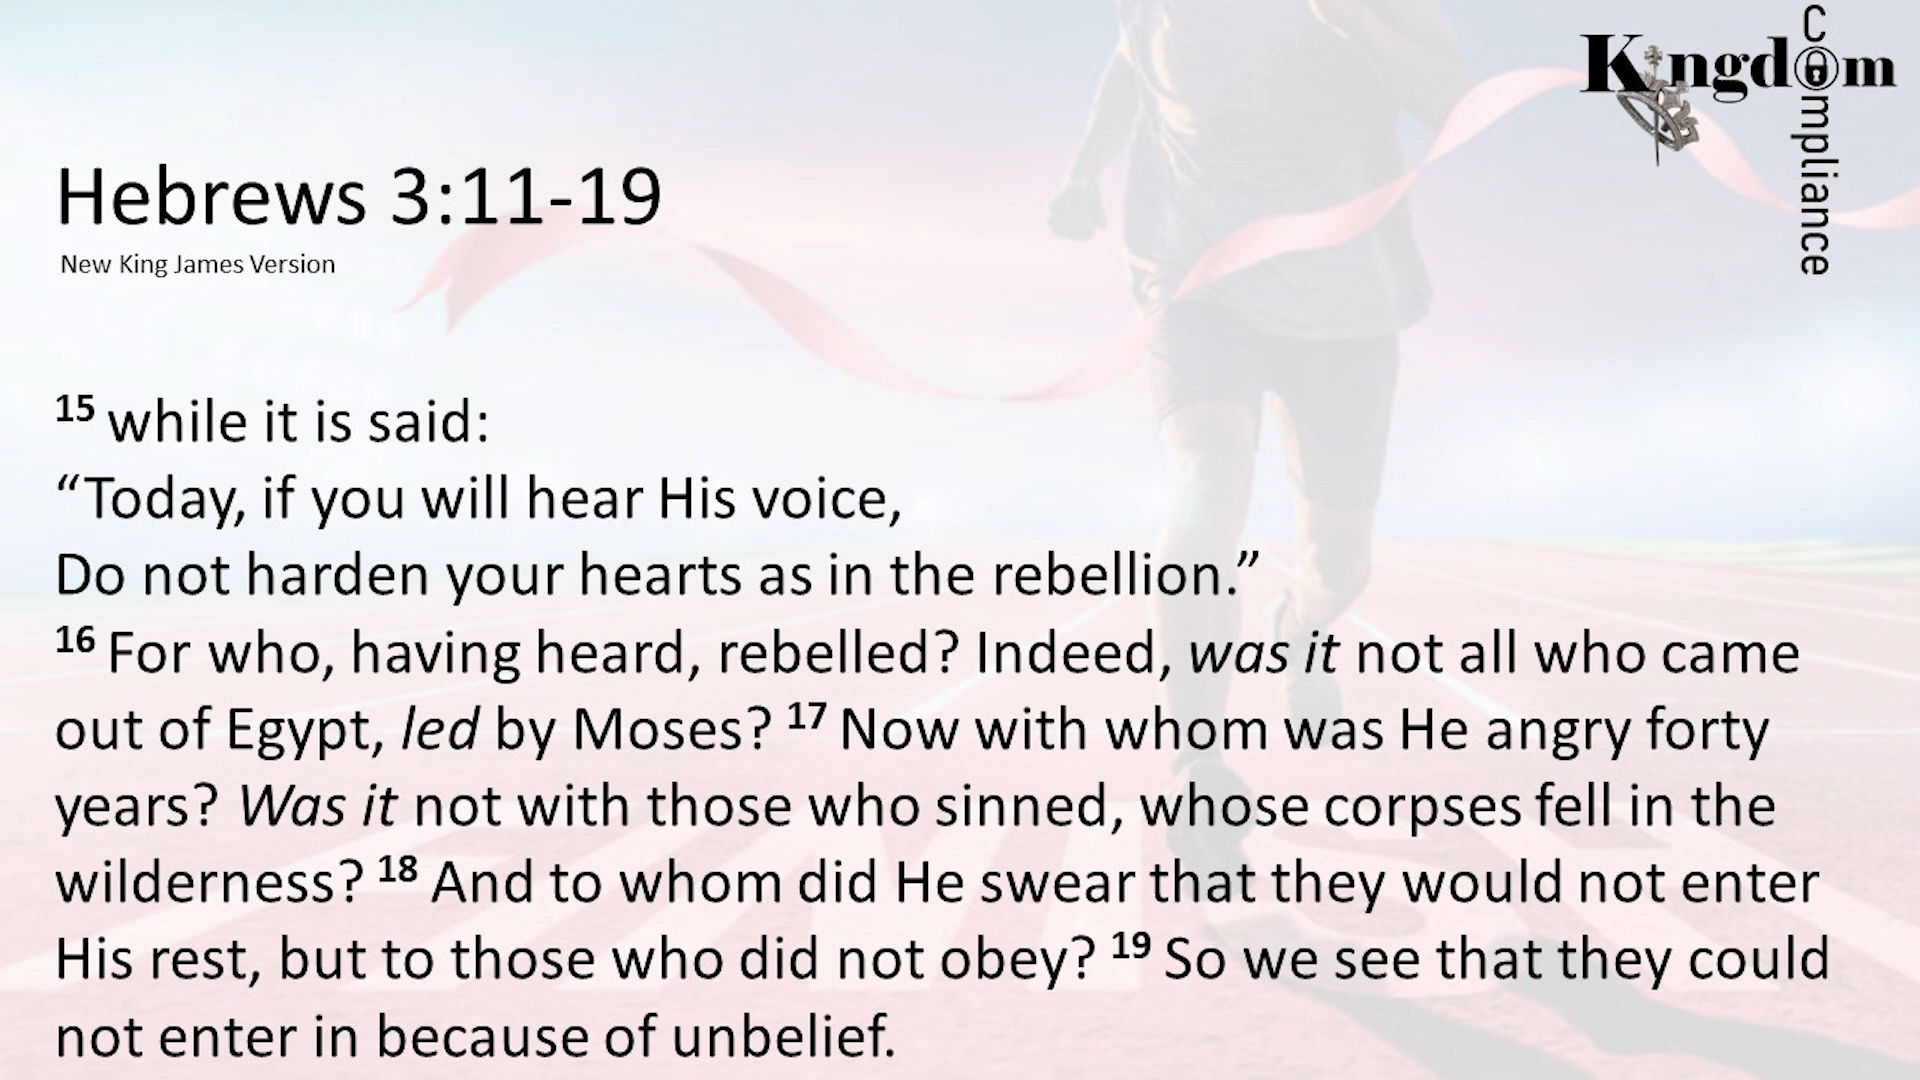 Kingdom
Compliance
Hebrews 3:11-19
New King James Version
15 while it is said:
“Today, if you will hear His voice,
Do not harden your hearts as in the rebellion.”
16 For who, having heard, rebelled? Indeed, was it not all who came
out of Egypt, led by Moses? 17 Now with whom was He angry forty
years? Was it not with those who sinned, whose corpses fell in the
wilderness? 18 And to whom did He swear that they would not enter
His rest, but to those who did not obey? 19 So we see that they could
not enter in because of unbelief.